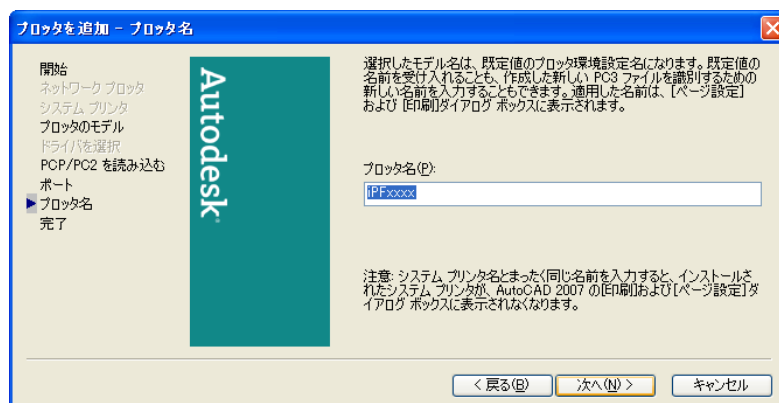 プロッタを追加 - プロッタ名
開始
ネットワーク プロッタ
システム プリンタ
プロッタのモデル
ドライバを選択
PCP/PC2 を読み込む
ポート
プロッタ名
完了
Autodesk
選択したモデル名は、既定値のプロッタ環境設定名になります。既定値の
名前を受け入れることも、作成した新しい PC3 ファイルを識別するための
新しい名前を入力することもできます。適用した名前は、[ページ設定]
および [印刷]ダイアログ ボックスに表示されます。
プロッタ名(P):
iPFxxxx
注意: システム プリンタ名とまったく同じ名前を入力すると、インストールさ
れたシステム プリンタが、AutoCAD 2007 の[印刷]および[ページ設定]ダ
イアログ ボックスに表示されなくなります。
< 戻る(B)
次へ(N) >
キャンセル